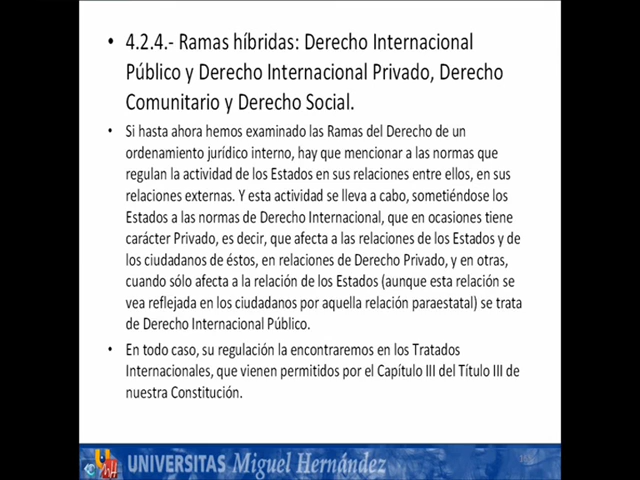 • 4.2.4.- Ramas híbridas: Derecho Internacional
Público y Derecho Internacional Privado, Derecho
Comunitario y Derecho Social.
• Si hasta ahora hemos examinado las Ramas del Derecho de un
ordenamiento jurídico interno, hay que mencionar a las normas que
regulan la actividad de los Estados en sus relaciones entre ellos, en sus
relaciones externas. Y esta actividad se lleva a cabo, sometiéndose los
Estados a las normas de Derecho Internacional, que en ocasiones tiene
carácter Privado, es decir, que afecta a las relaciones de los Estados y de
los ciudadanos de éstos, en relaciones de Derecho Privado, y en otras,
cuando sólo afecta a la relación de los Estados (aunque esta relación se
vea reflejada en los ciudadanos por aquella relación paraestatal) se trata
de Derecho Internacional Público.
• En todo caso, su regulación la encontraremos en los Tratados
Internacionales, que vienen permitidos por el Capítulo III del Título III de
nuestra Constitución.
UNIVERSITAS Miguel Hernández